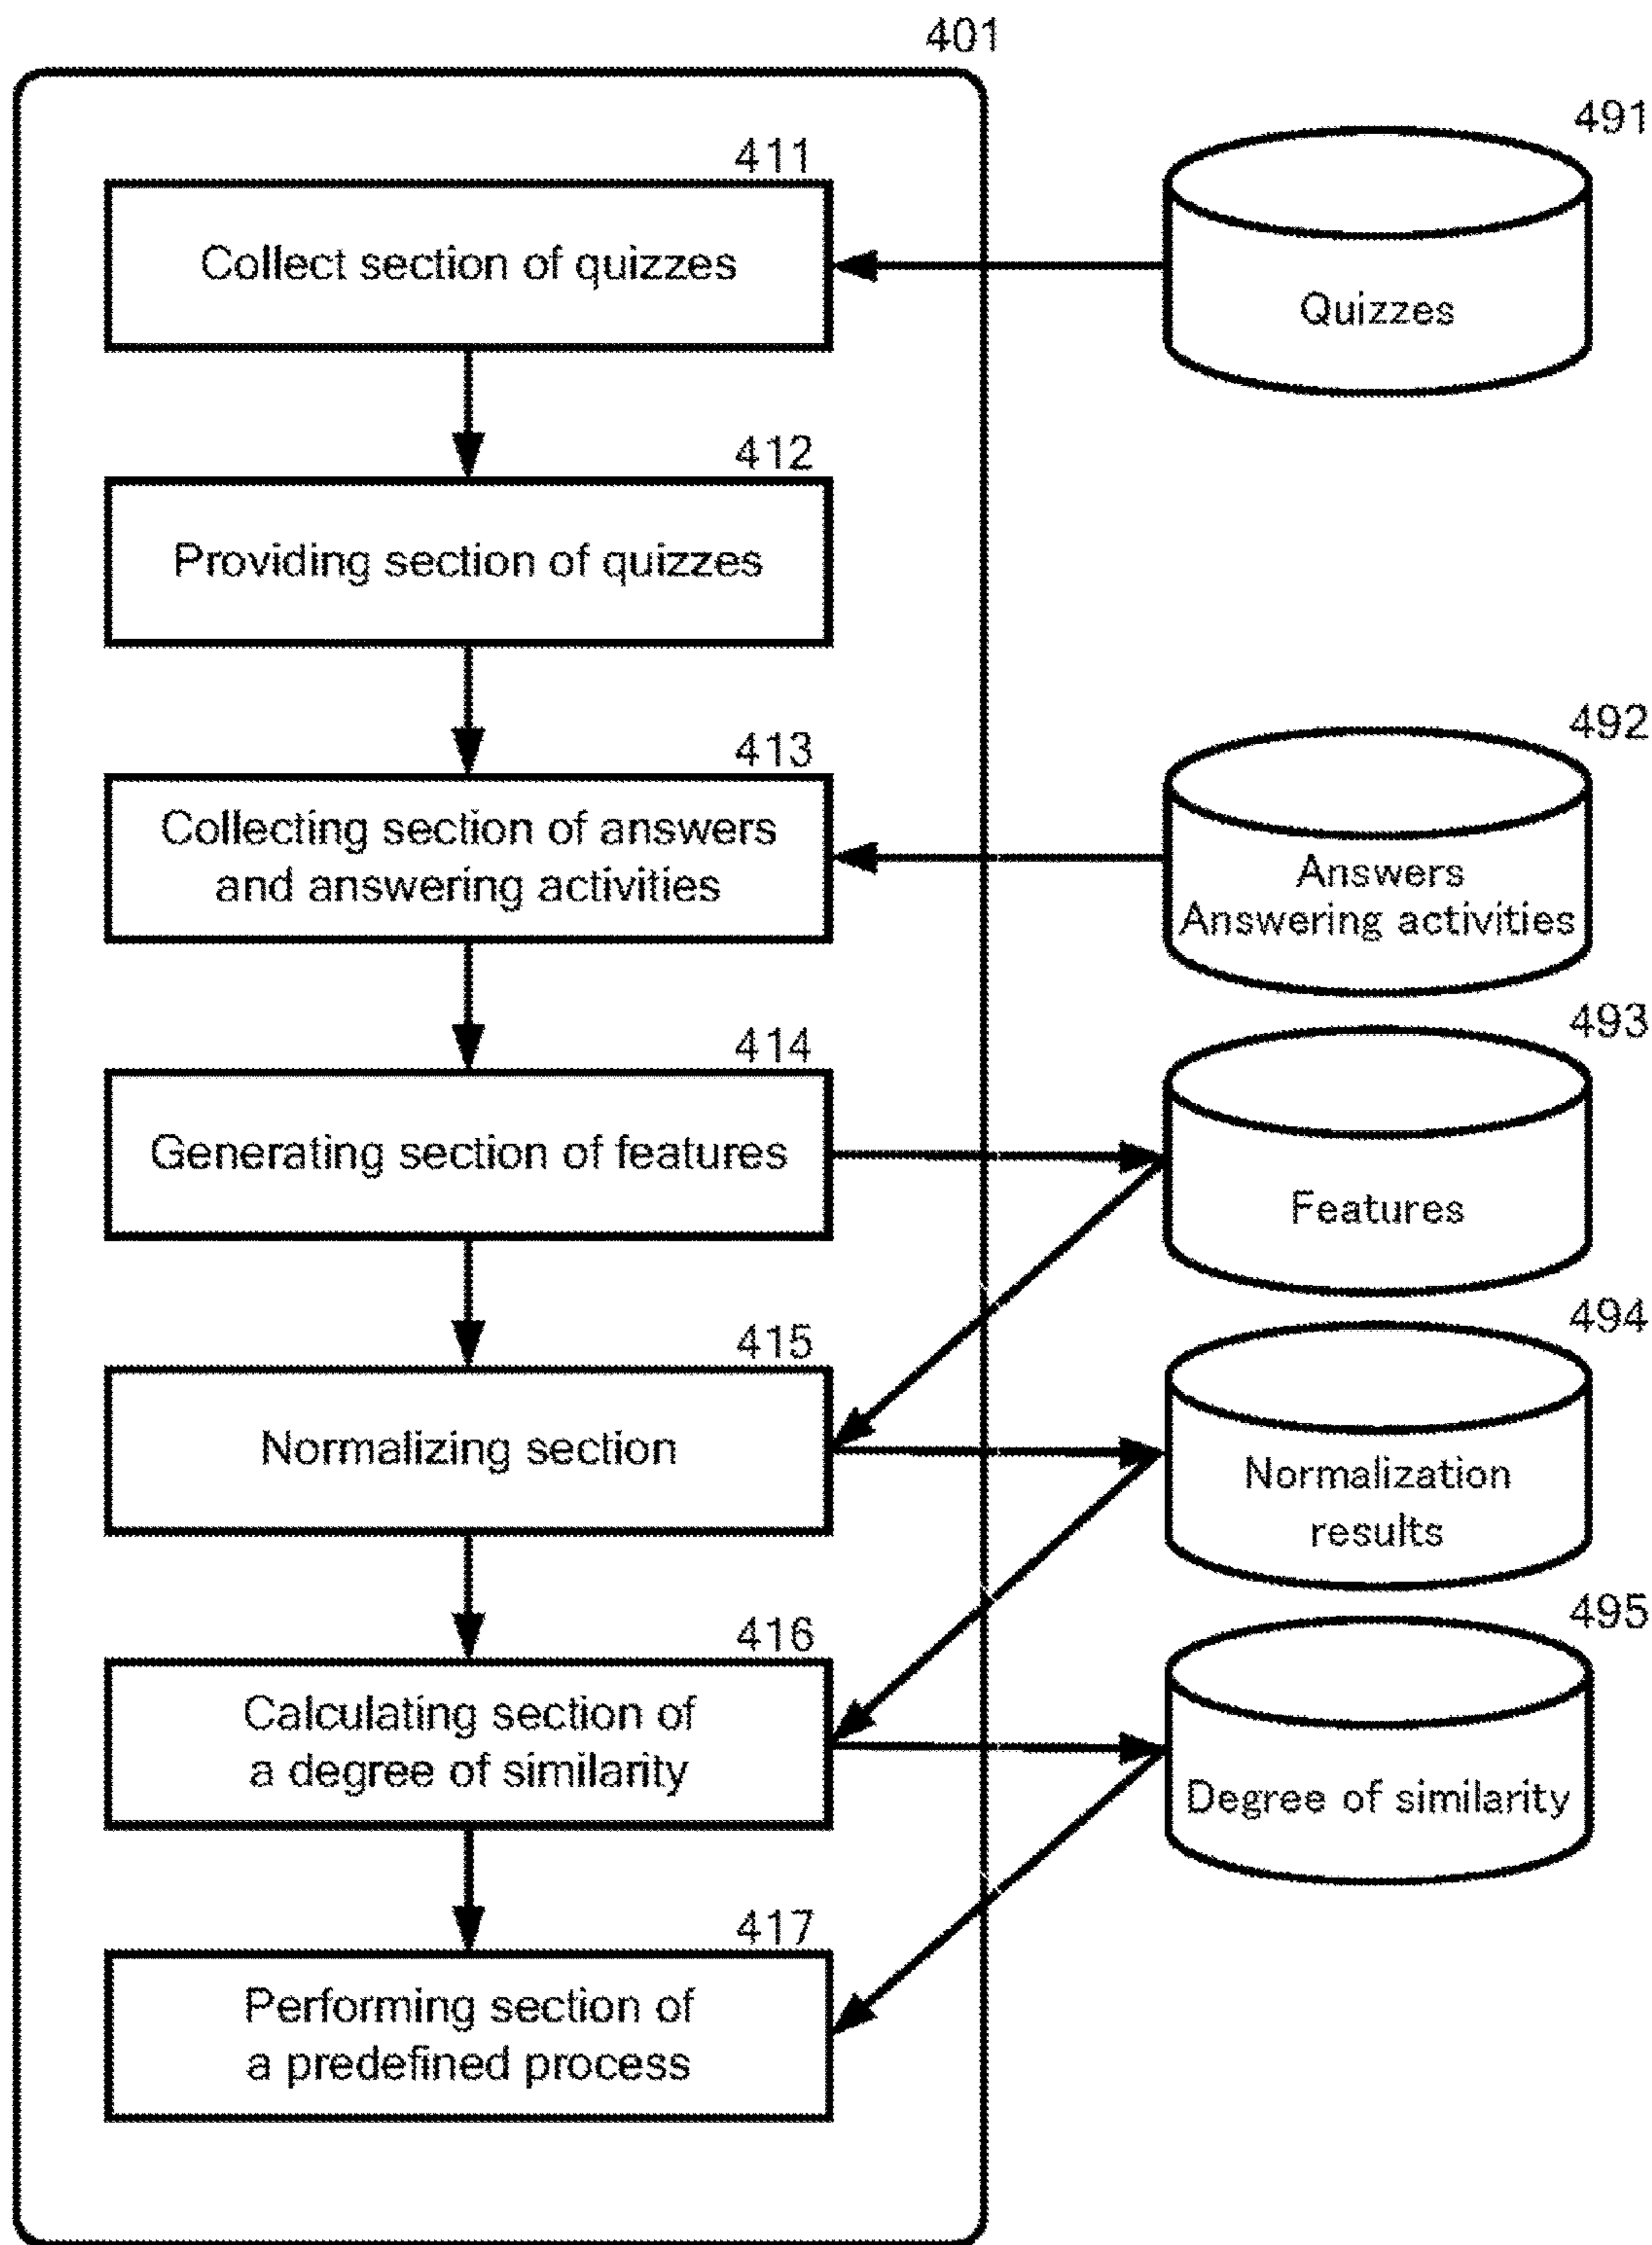 401
411
Collect section of quizzes
491
Quizzes
412
Providing section of quizzes
413
Collecting section of answers
and answering activities
492
Answers
Answering activities
414
Generating section of features
493
Features
415
Normalizing section
494
Normalization
results
416
Calculating section of
a degree of similarity
495
Degree of similarity
417
Performing section of
a predefined process